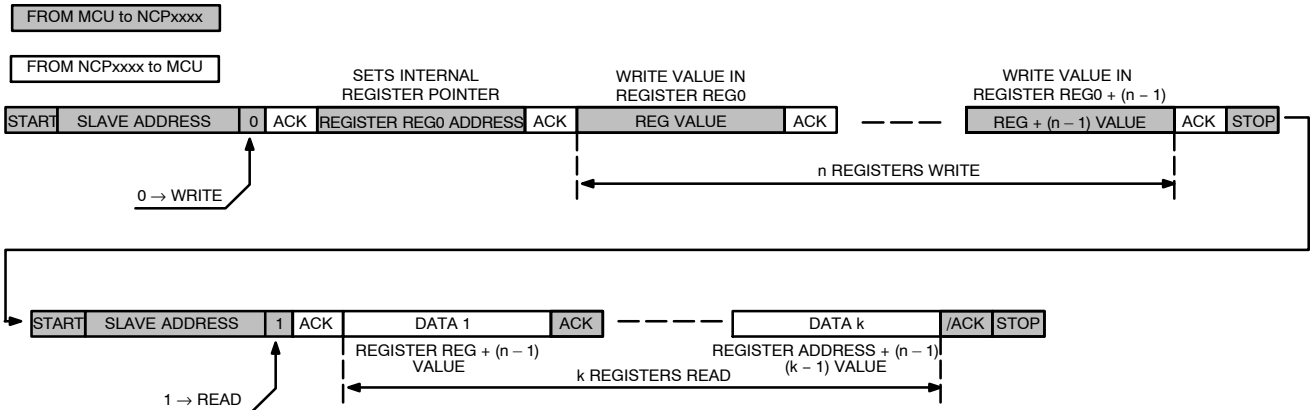 FROM MCU to NCPxxxx
FROM NCPxxxx to MCU
SETS INTERNAL
REGISTER POINTER
WRITE VALUE IN
REGISTER REG0
WRITE VALUE IN
REGISTER REG0 + (n − 1)
START SLAVE ADDRESS 0 ACK REGISTER REG0 ADDRESS ACK REG VALUE ACK REG + (n − 1) VALUE ACK STOP
n REGISTERS WRITE
0 → WRITE
START SLAVE ADDRESS 1 ACK DATA 1 ACK DATA k /ACK STOP
REGISTER REG + (n − 1)
VALUE
REGISTER ADDRESS + (n − 1)
(k − 1) VALUE
k REGISTERS READ
1 → READ